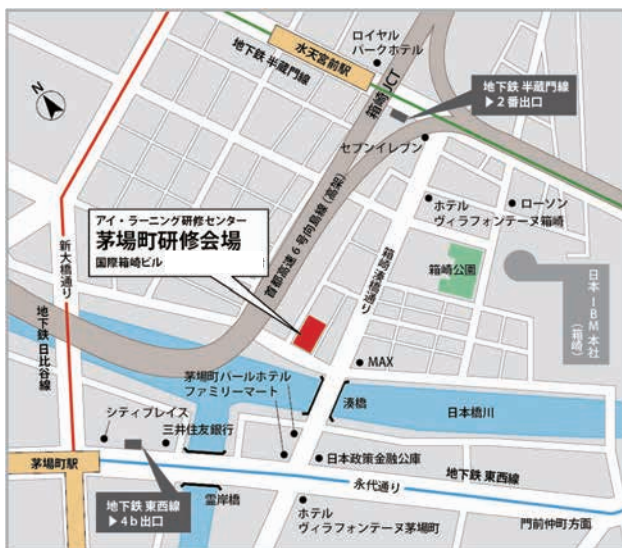 ロイヤル
パークホテル
水天宮前駅
地下鉄 半蔵門線
N
箱崎JCT
地下鉄 半蔵門線
▶2番出口
セブンイレブン
アイ・ラーニング研修センター
茅場町研修会場
国際箱崎ビル
首都高速6号向島線(高架)
ホテル
ヴィラフォンテーヌ箱崎
ローソン
新大橋通り
箱崎湊橋通り
箱崎公園
日本IBM本社
(箱崎)
地下鉄 日比谷線
MAX
茅場町パールホテル
ファミリーマート
湊橋
日本橋川
シティプレイス
三井住友銀行
日本政策金融公庫
地下鉄 東西線
茅場町駅
永代通り
地下鉄 東西線
▶4b出口
霊岸橋
ホテル
ヴィラフォンテーヌ茅場町
門前仲町方面